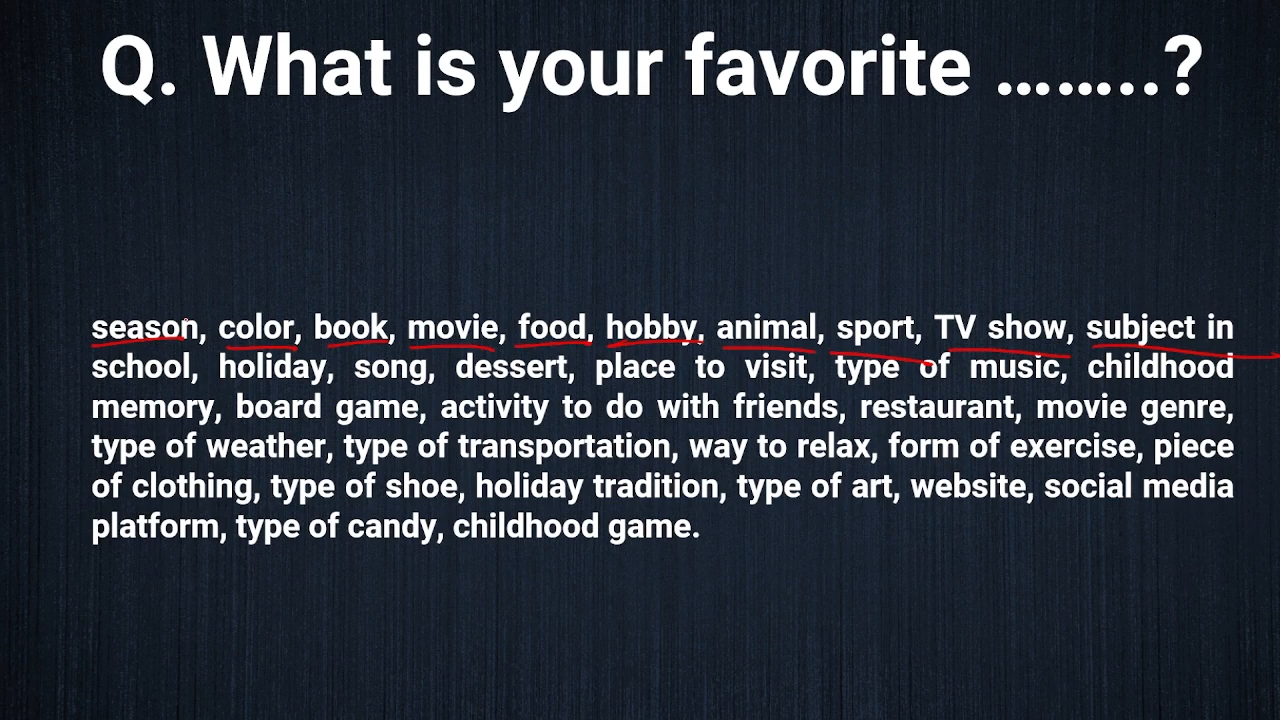 Q. What is your favorite ……..?
season, color, book, movie, food, hobby, animal, sport, TV show, subject in
school, holiday, song, dessert, place to visit, type of music, childhood
memory, board game, activity to do with friends, restaurant, movie genre,
type of weather, type of transportation, way to relax, form of exercise, piece
of clothing, type of shoe, holiday tradition, type of art, website, social media
platform, type of candy, childhood game.